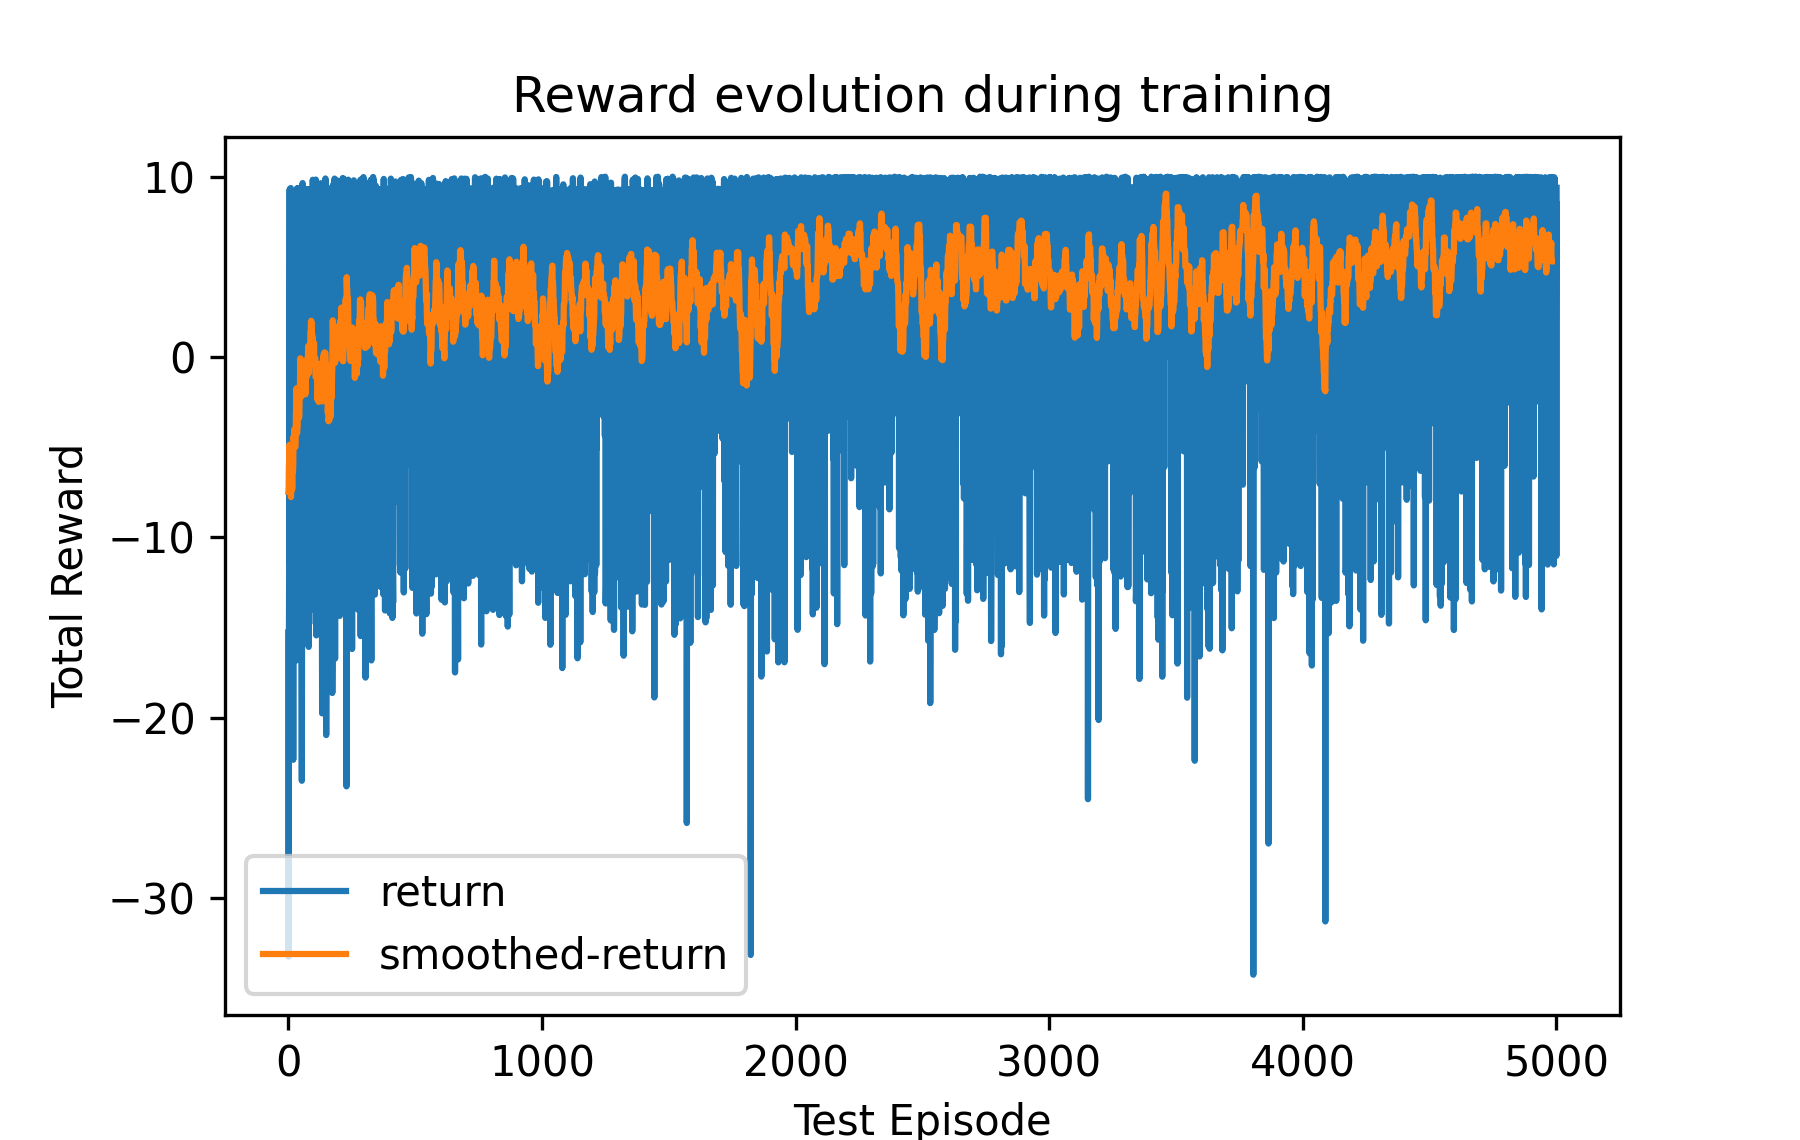 Reward evolution during training
Total Reward
10
0
−10
−20
−30
return
smoothed-return
0 1000 2000 3000 4000 5000
Test Episode